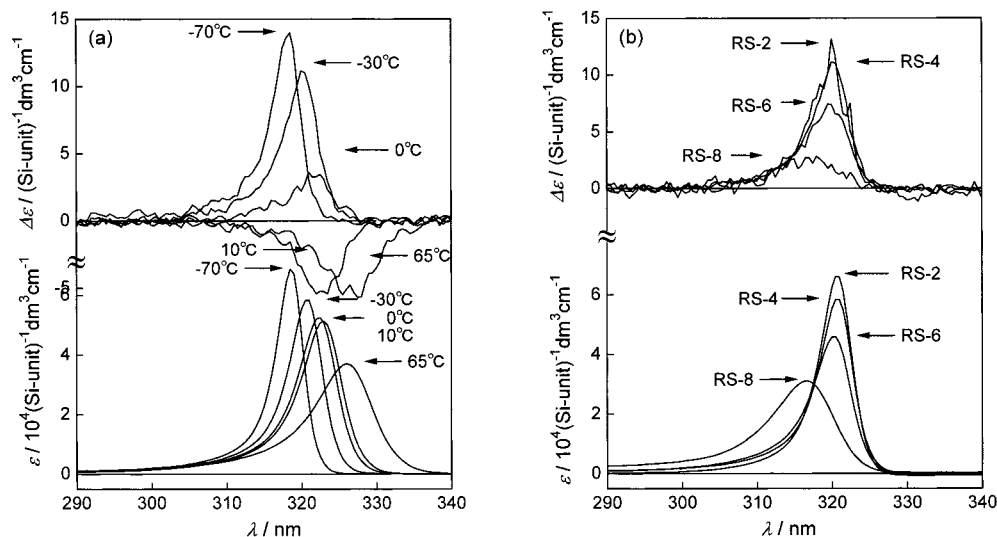 (a)
Δε / (Si-unit)⁻¹dm³cm⁻¹
15
10
5
0
-5
-70℃
-30℃
0℃
10℃
65℃
≈
ε / 10⁴(Si-unit)⁻¹dm³cm⁻¹
6
4
2
0
-70℃
-30℃
0℃
10℃
65℃
290 300 310 320 330 340
λ / nm
(b)
Δε / (Si-unit)⁻¹dm³cm⁻¹
15
10
5
0
RS-2
RS-4
RS-6
RS-8
≈
ε / 10⁴(Si-unit)⁻¹dm³cm⁻¹
6
4
2
0
RS-2
RS-4
RS-6
RS-8
290 300 310 320 330 340
λ / nm